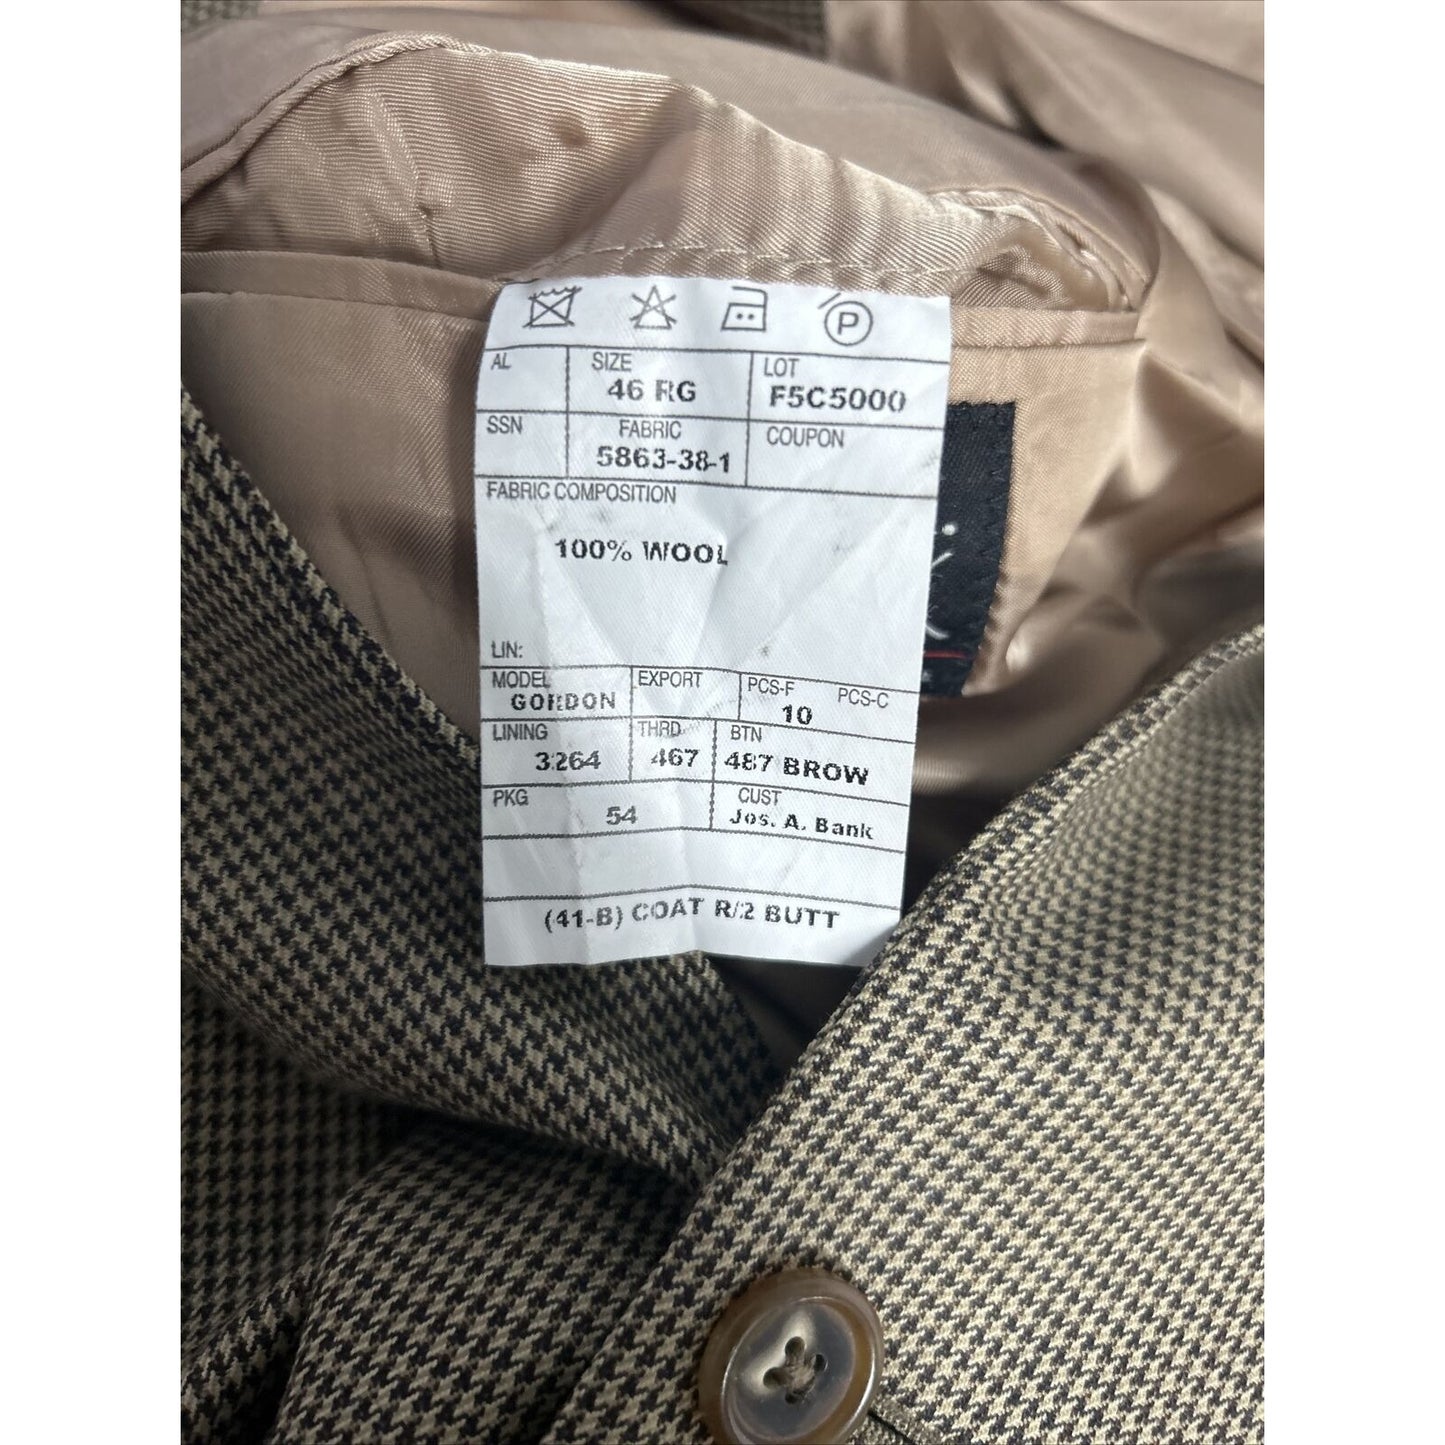 P
AL SIZE LOT
46 RG F5C5000
SSN FABRIC COUPON
5863-38-1
FABRIC COMPOSITION
100% WOOL
LIN:
MODEL EXPORT PCS-F PCS-C
GORDON 10
LINING THRD BTN
3264 467 487 BROW
PKG CUST
54 Jos. A. Bank
(41-B) COAT R/2 BUTT